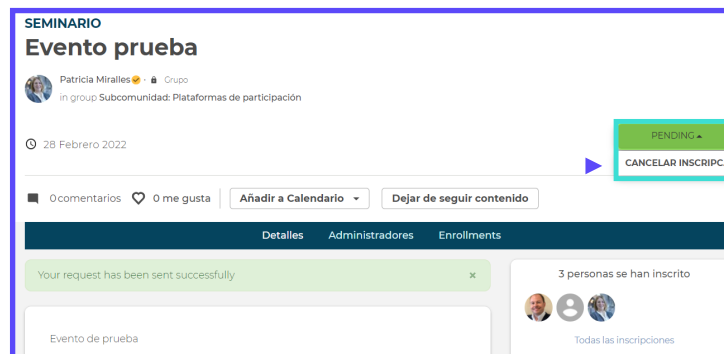 SEMINARIO
Evento prueba
Patricia Miralles · Grupo
in group Subcomunidad: Plataformas de participación
28 Febrero 2022
PENDING
CANCELAR INSCRIPC
0 comentarios 0 me gusta Añadir a Calendario Dejar de seguir contenido
Detalles Administradores Enrollments
Your request has been sent successfully ×
3 personas se han inscrito
Evento de prueba
Todas las inscripciones